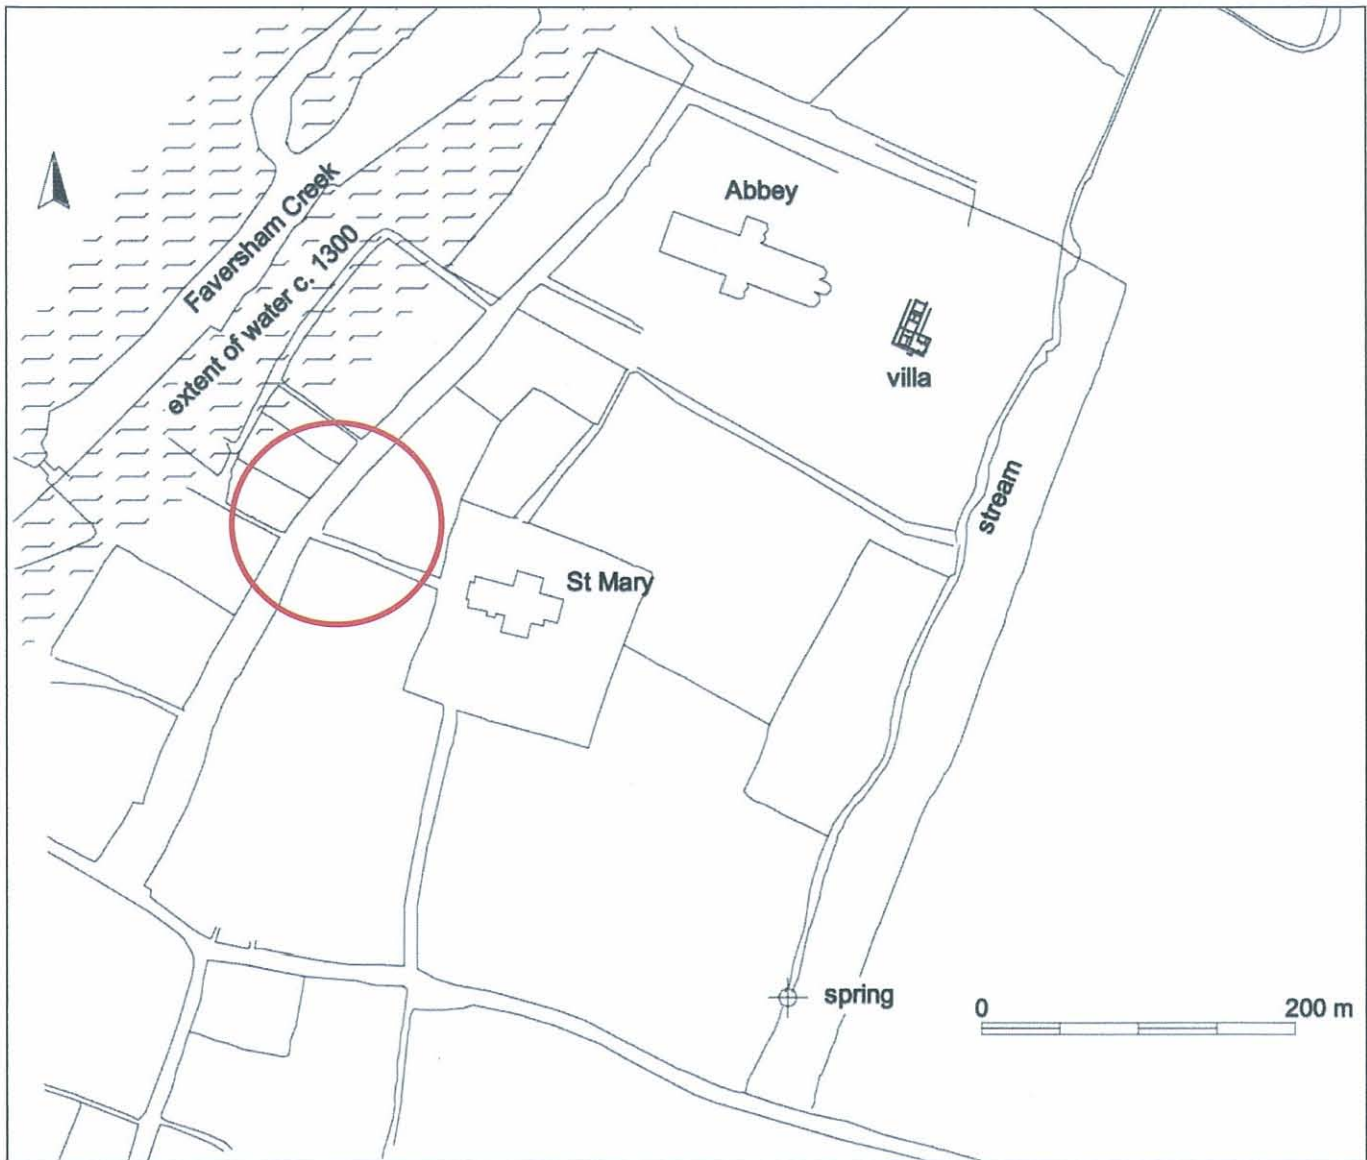 Abbey
Faversham Creek
extent of water c. 1300
villa
stream
St Mary
spring
0 200 m